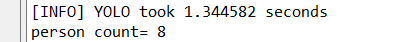 [INFO] YOLO took 1.344582 seconds
person count= 8